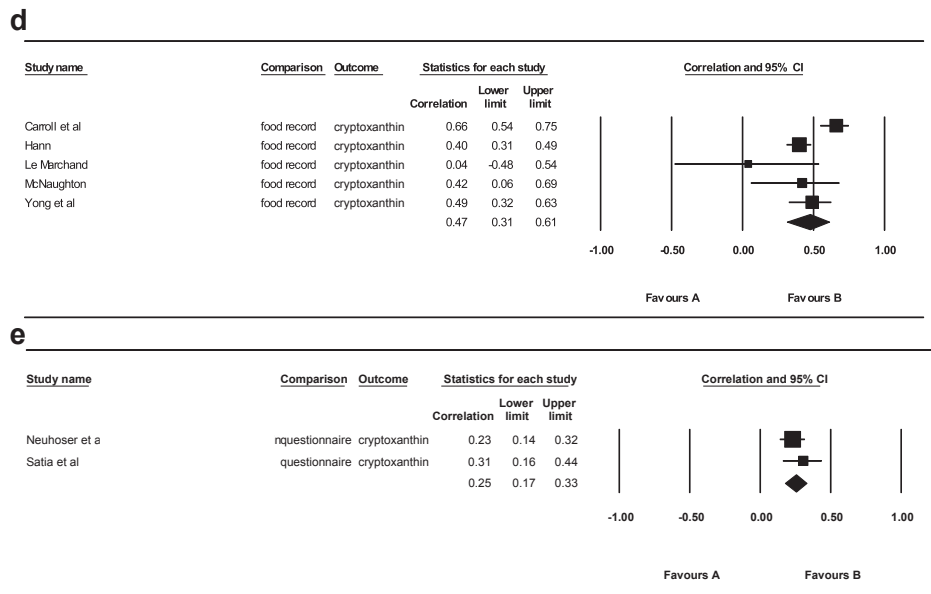 d
Study name Comparison Outcome Statistics for each study Correlation and 95% CI
Lower Upper
Correlation limit limit
Carroll et al food record cryptoxanthin 0.66 0.54 0.75
Hann food record cryptoxanthin 0.40 0.31 0.49
Le Marchand food record cryptoxanthin 0.04 -0.48 0.54
McNaughton food record cryptoxanthin 0.42 0.06 0.69
Yong et al food record cryptoxanthin 0.49 0.32 0.63
0.47 0.31 0.61
-1.00 -0.50 0.00 0.50 1.00
Favours A Favours B
e
Study name Comparison Outcome Statistics for each study Correlation and 95% CI
Lower Upper
Correlation limit limit
Neuhoser et a nquestionnaire cryptoxanthin 0.23 0.14 0.32
Satia et al questionnaire cryptoxanthin 0.31 0.16 0.44
0.25 0.17 0.33
-1.00 -0.50 0.00 0.50 1.00
Favours A Favours B